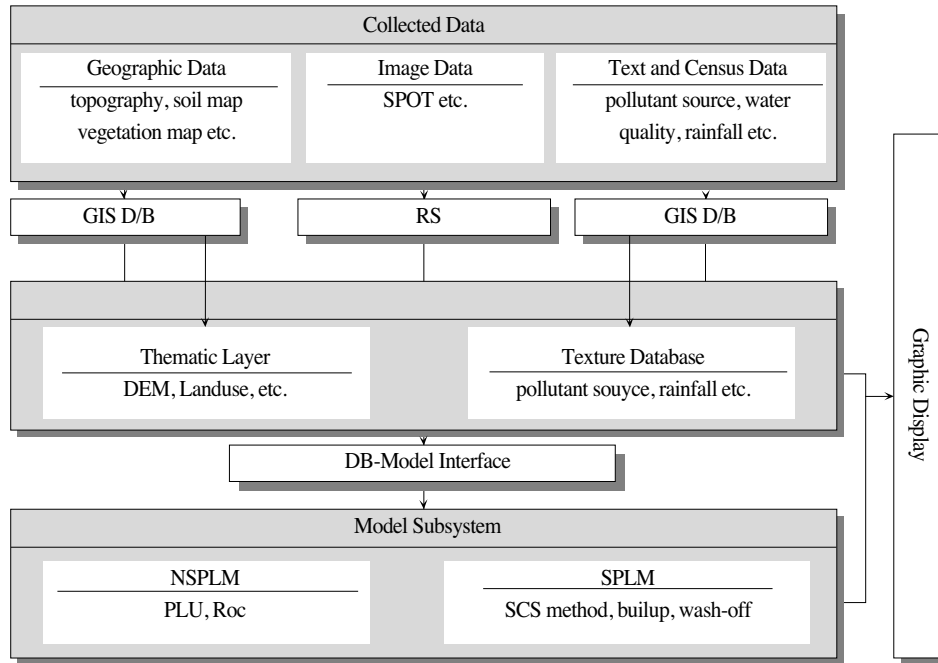 Collected Data
Geographic Data
topography, soil map
vegetation map etc.
Image Data
SPOT etc.
Text and Census Data
pollutant source, water
quality, rainfall etc.
GIS D/B
RS
GIS D/B
Thematic Layer
DEM, Landuse, etc.
Texture Database
pollutant souyce, rainfall etc.
DB-Model Interface
Model Subsystem
NSPLM
PLU, Roc
SPLM
SCS method, builup, wash-off
Graphic Display